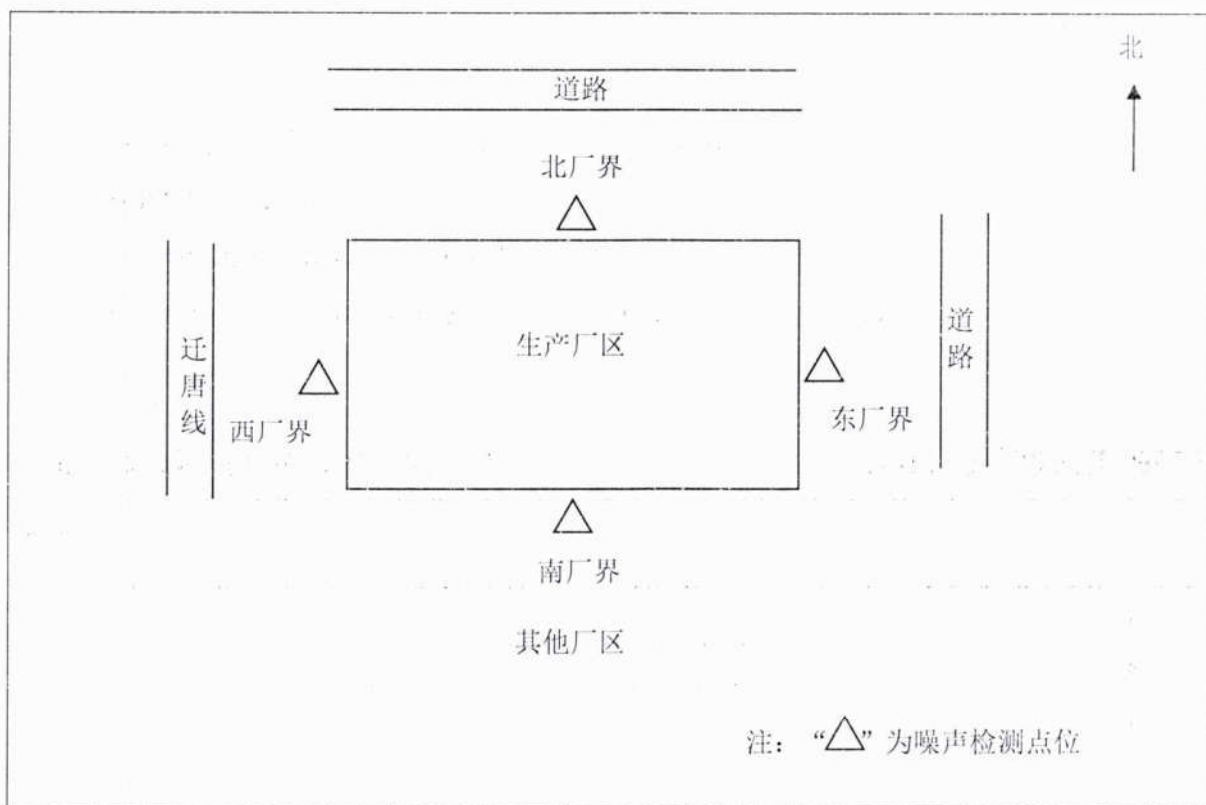 北
道路
北厂界
生产厂区
迁唐线
道路
西厂界
东厂界
南厂界
其他厂区
注：“△”为噪声检测点位